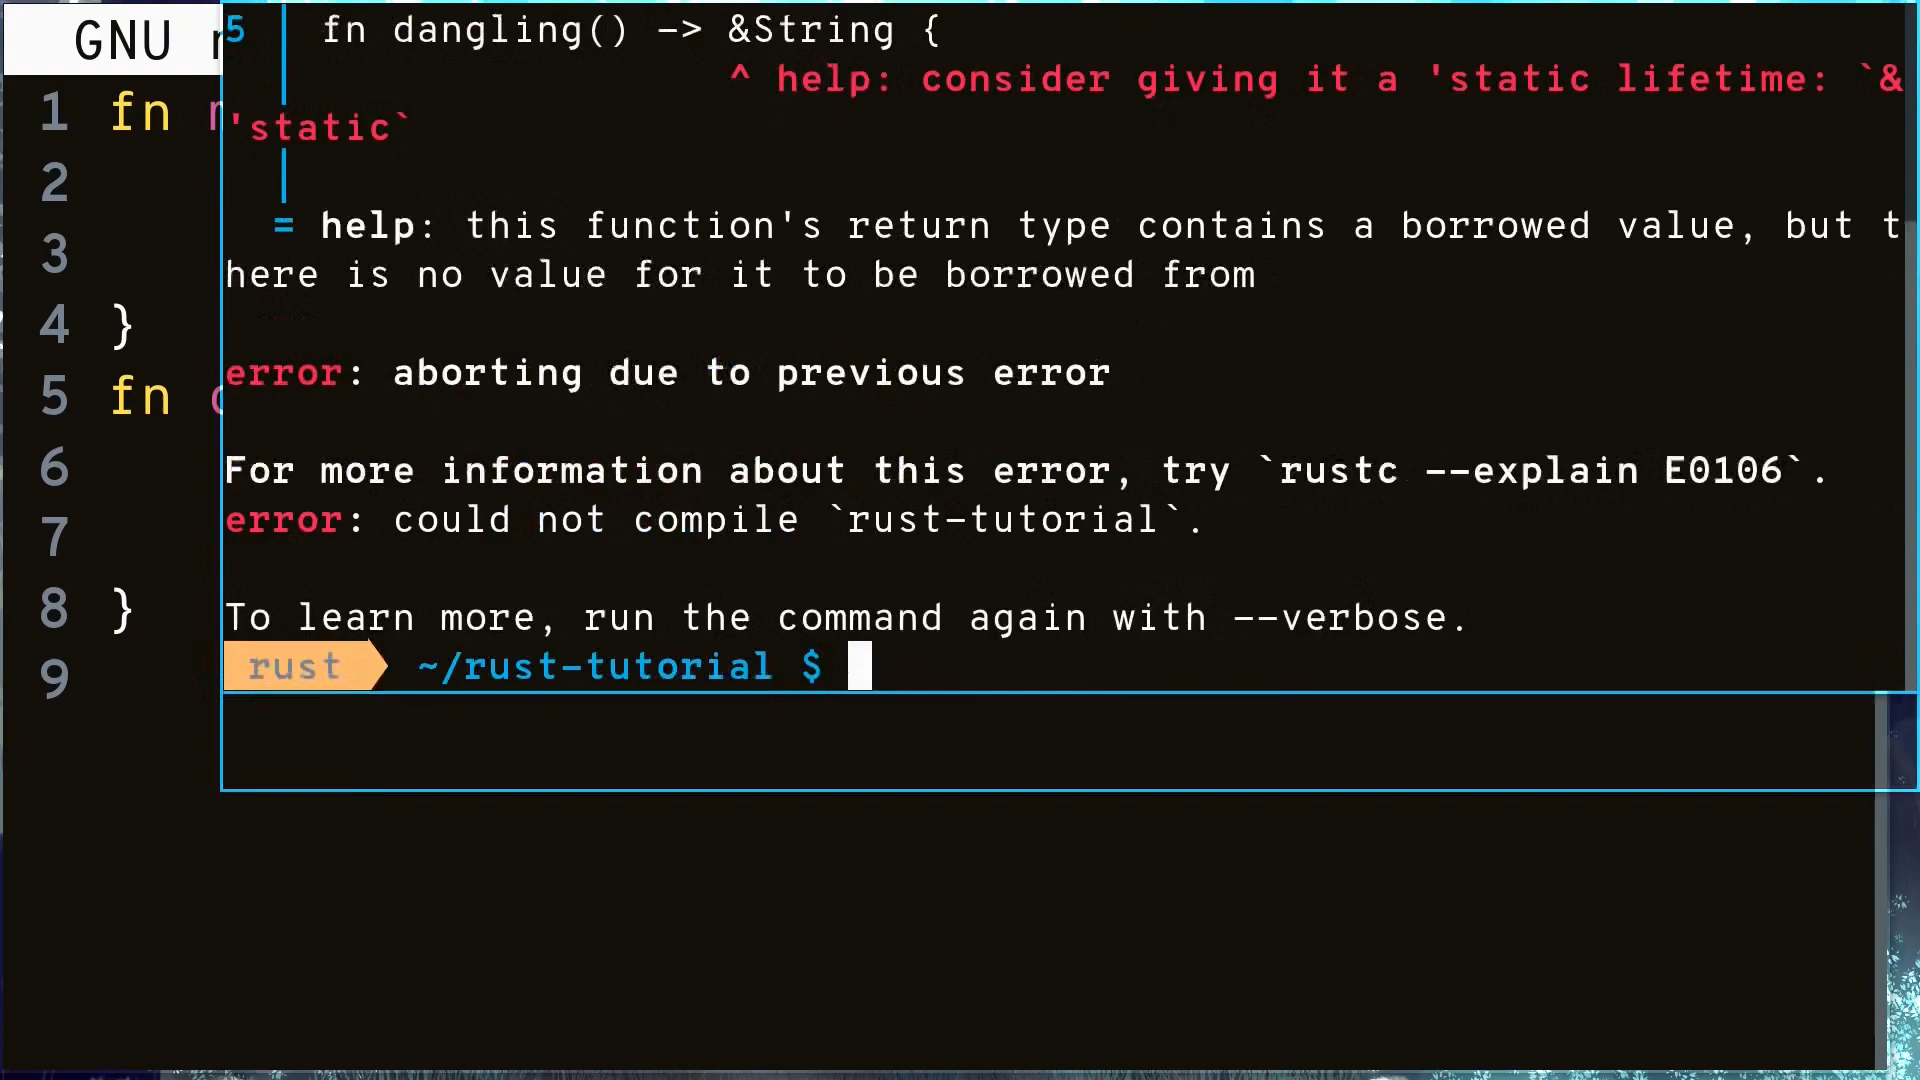 GNU
5 fn dangling() -> &String {
^ help: consider giving it a 'static lifetime: `&
'static`
= help: this function's return type contains a borrowed value, but t
here is no value for it to be borrowed from
error: aborting due to previous error
For more information about this error, try `rustc --explain E0106`.
error: could not compile `rust-tutorial`.
To learn more, run the command again with --verbose.
rust ~/rust-tutorial $
1 fn
2
3
4 }
5 fn
6
7
8 }
9